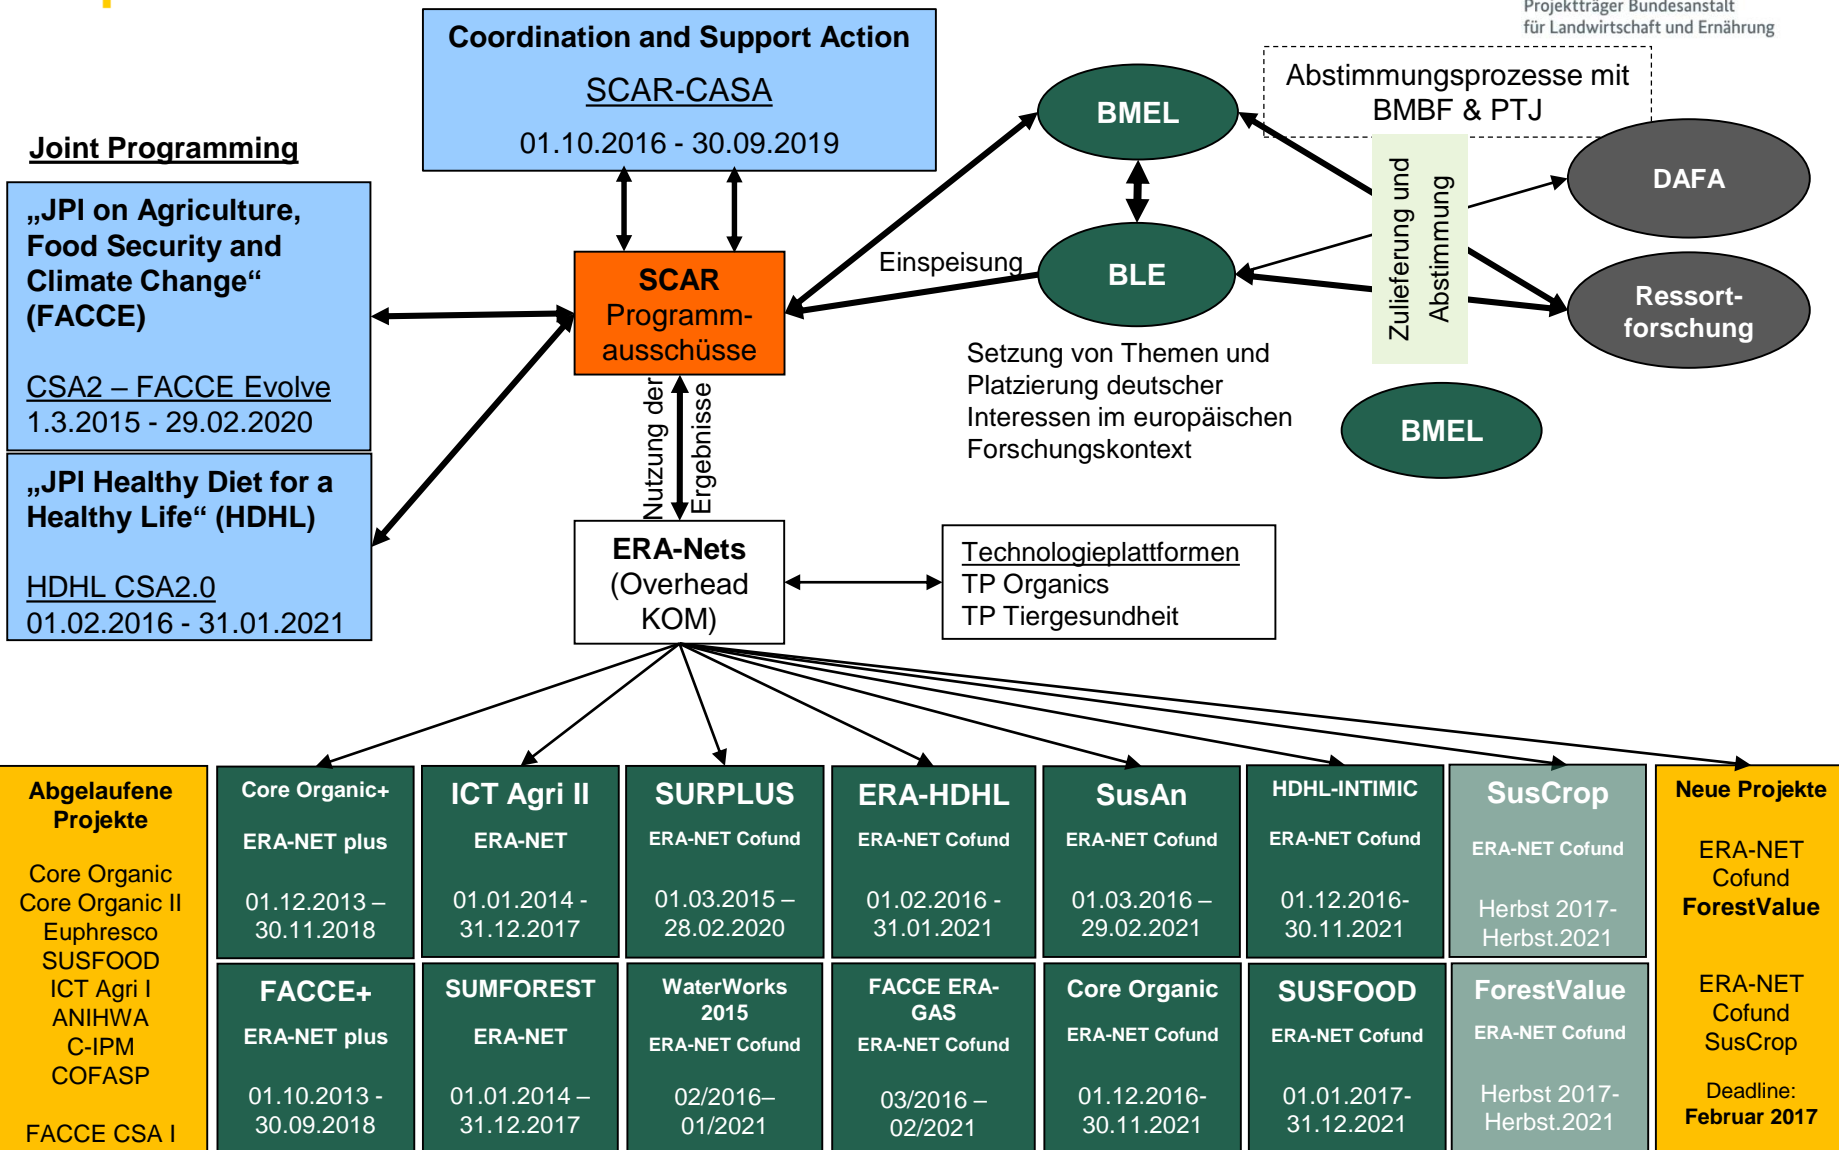 Projektträger Bundesanstalt
für Landwirtschaft und Ernährung
Coordination and Support Action
SCAR-CASA
01.10.2016 - 30.09.2019
Joint Programming
„JPI on Agriculture,
Food Security and
Climate Change“
(FACCE)
CSA2 – FACCE Evolve
1.3.2015 - 29.02.2020
„JPI Healthy Diet for a
Healthy Life“ (HDHL)
HDHL CSA2.0
01.02.2016 - 31.01.2021
SCAR
Programm-
ausschüsse
Einspeisung
BMEL
BLE
Abstimmungsprozesse mit
BMBF & PTJ
Zulieferung und
Abstimmung
DAFA
Ressort-
forschung
Setzung von Themen und
Platzierung deutscher
Interessen im europäischen
Forschungskontext
BMEL
Nutzung der
Ergebnisse
ERA-Nets
(Overhead
KOM)
Technologieplattformen
TP Organics
TP Tiergesundheit
Abgelaufene
Projekte
Core Organic
Core Organic II
Euphresco
SUSFOOD
ICT Agri I
ANIHWA
C-IPM
COFASP
FACCE CSA I
Core Organic+
ERA-NET plus
01.12.2013 –
30.11.2018
ICT Agri II
ERA-NET
01.01.2014 -
31.12.2017
SURPLUS
ERA-NET Cofund
01.03.2015 –
28.02.2020
ERA-HDHL
ERA-NET Cofund
01.02.2016 -
31.01.2021
SusAn
ERA-NET Cofund
01.03.2016 –
29.02.2021
HDHL-INTIMIC
ERA-NET Cofund
01.12.2016-
30.11.2021
SusCrop
ERA-NET Cofund
Herbst 2017-
Herbst.2021
FACCE+
ERA-NET plus
01.10.2013 -
30.09.2018
SUMFOREST
ERA-NET
01.01.2014 –
31.12.2017
WaterWorks
2015
ERA-NET Cofund
02/2016–
01/2021
FACCE ERA-
GAS
ERA-NET Cofund
03/2016 –
02/2021
Core Organic
ERA-NET Cofund
01.12.2016-
30.11.2021
SUSFOOD
ERA-NET Cofund
01.01.2017-
31.12.2021
ForestValue
ERA-NET Cofund
Herbst 2017-
Herbst.2021
Neue Projekte
ERA-NET
Cofund
ForestValue
ERA-NET
Cofund
SusCrop
Deadline:
Februar 2017